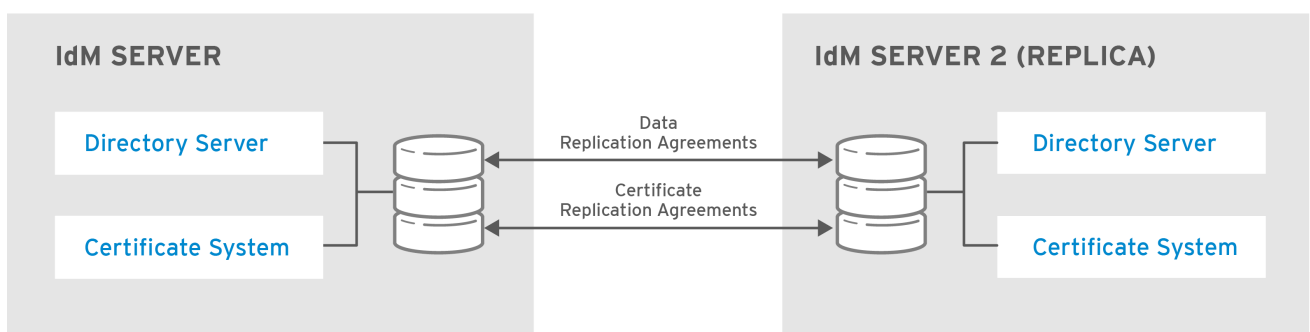 IdM SERVER
Directory Server
Certificate System
Data
Replication Agreements
Certificate
Replication Agreements
IdM SERVER 2 (REPLICA)
Directory Server
Certificate System